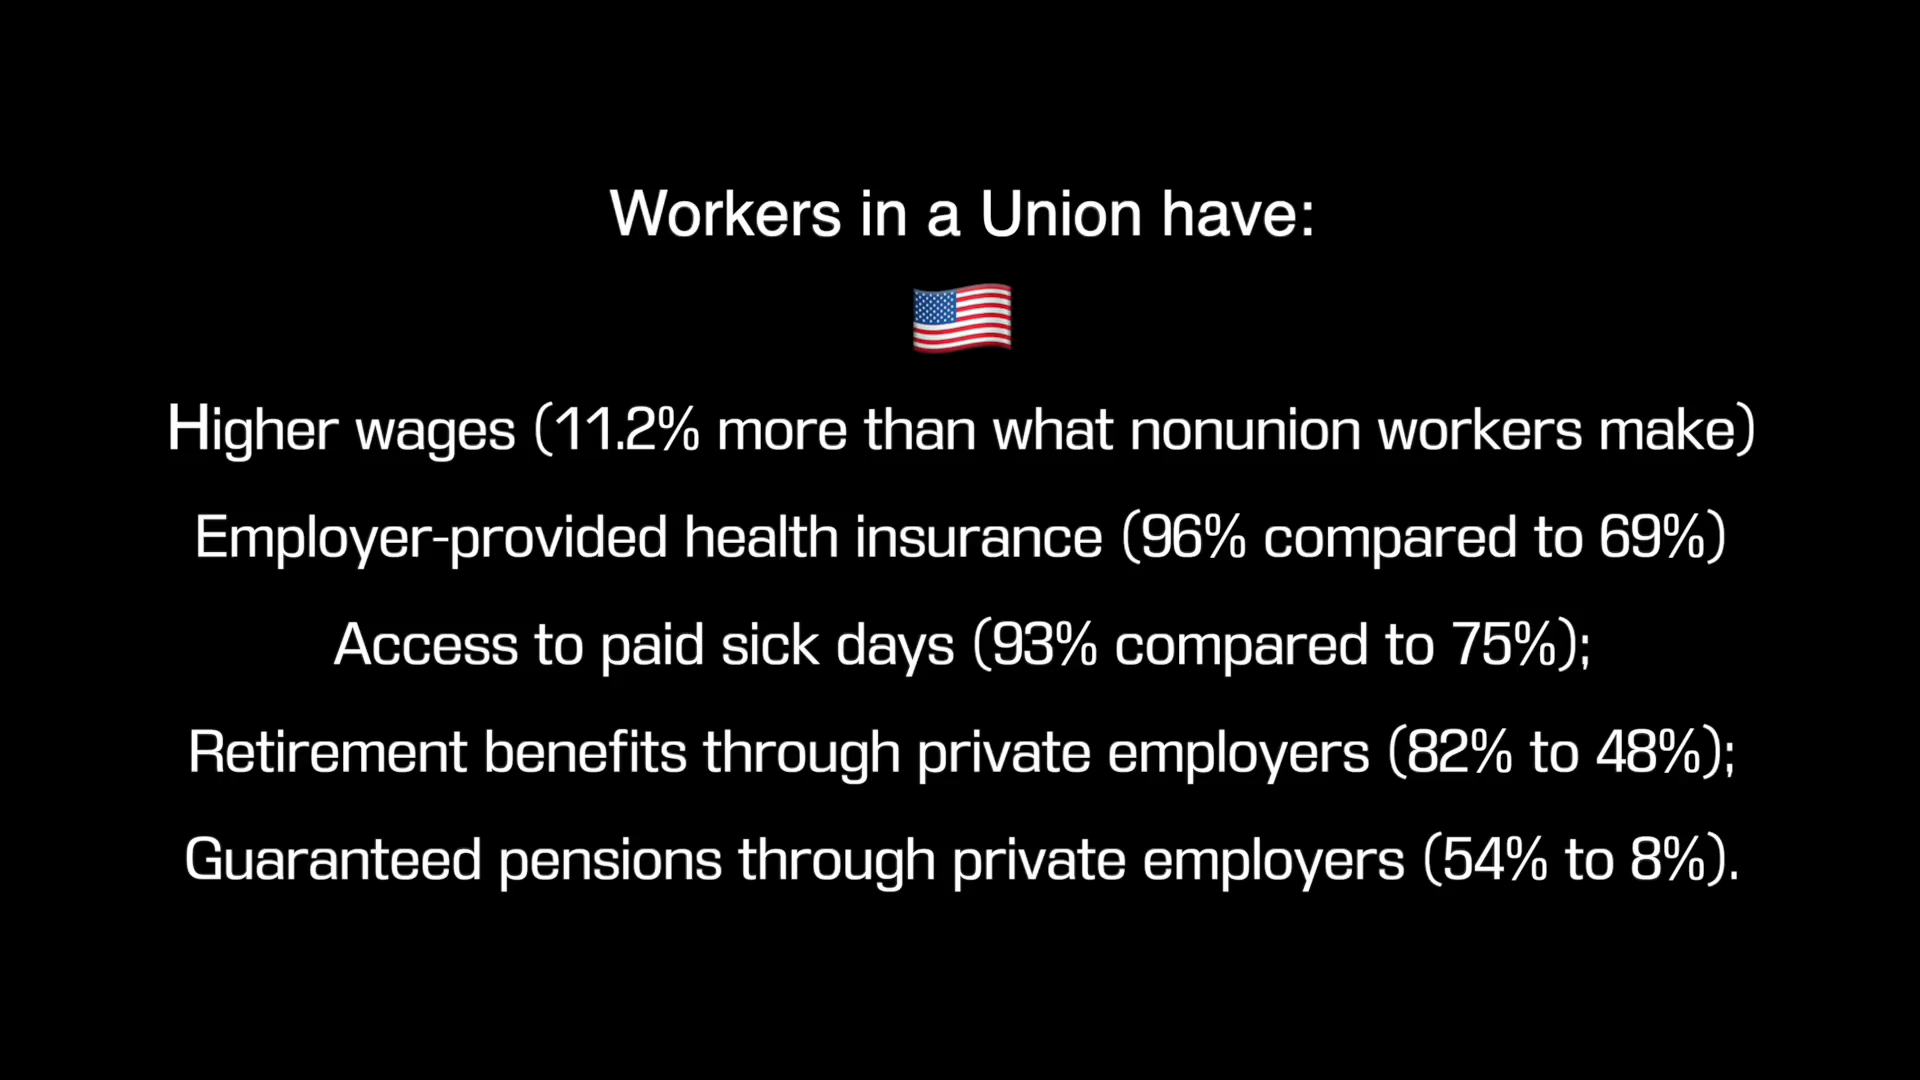 Workers in a Union have:
Higher wages (11.2% more than what nonunion workers make)
Employer-provided health insurance (96% compared to 69%)
Access to paid sick days (93% compared to 75%);
Retirement benefits through private employers (82% to 48%);
Guaranteed pensions through private employers (54% to 8%).